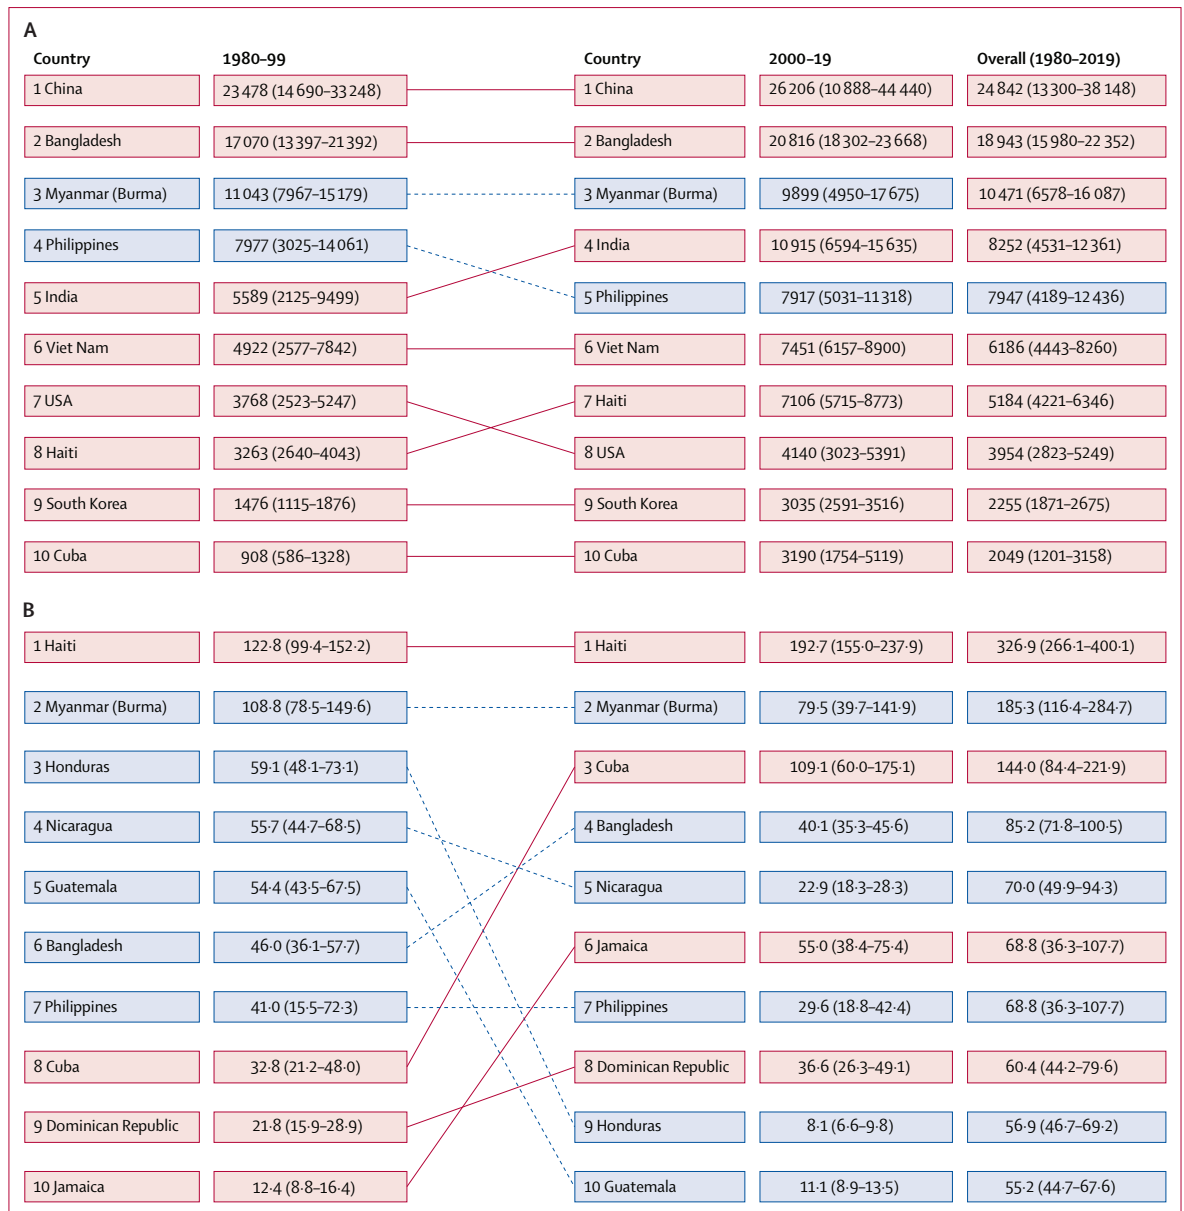 A
Country 1980–99 Country 2000–19 Overall (1980–2019)
1 China 23 478 (14 690–33 248) 1 China 26 206 (10 888–44 440) 24 842 (13 300–38 148)
2 Bangladesh 17 070 (13 397–21 392) 2 Bangladesh 20 816 (18 302–23 668) 18 943 (15 980–22 352)
3 Myanmar (Burma) 11 043 (7967–15 179) 3 Myanmar (Burma) 9899 (4950–17 675) 10 471 (6578–16 087)
4 Philippines 7977 (3025–14 061) 4 India 10 915 (6594–15 635) 8252 (4531–12 361)
5 India 5589 (2125–9499) 5 Philippines 7917 (5031–11 318) 7947 (4189–12 436)
6 Viet Nam 4922 (2577–7842) 6 Viet Nam 7451 (6157–8900) 6186 (4443–8260)
7 USA 3768 (2523–5247) 7 Haiti 7106 (5715–8773) 5184 (4221–6346)
8 Haiti 3263 (2640–4043) 8 USA 4140 (3023–5391) 3954 (2823–5249)
9 South Korea 1476 (1115–1876) 9 South Korea 3035 (2591–3516) 2255 (1871–2675)
10 Cuba 908 (586–1328) 10 Cuba 3190 (1754–5119) 2049 (1201–3158)
B
1 Haiti 122·8 (99·4–152·2) 1 Haiti 192·7 (155·0–237·9) 326·9 (266·1–400·1)
2 Myanmar (Burma) 108·8 (78·5–149·6) 2 Myanmar (Burma) 79·5 (39·7–141·9) 185·3 (116·4–284·7)
3 Honduras 59·1 (48·1–73·1) 3 Cuba 109·1 (60·0–175·1) 144·0 (84·4–221·9)
4 Nicaragua 55·7 (44·7–68·5) 4 Bangladesh 40·1 (35·3–45·6) 85·2 (71·8–100·5)
5 Guatemala 54·4 (43·5–67·5) 5 Nicaragua 22·9 (18·3–28·3) 70·0 (49·9–94·3)
6 Bangladesh 46·0 (36·1–57·7) 6 Jamaica 55·0 (38·4–75·4) 68·8 (36·3–107·7)
7 Philippines 41·0 (15·5–72·3) 7 Philippines 29·6 (18·8–42·4) 68·8 (36·3–107·7)
8 Cuba 32·8 (21·2–48·0) 8 Dominican Republic 36·6 (26·3–49·1) 60·4 (44·2–79·6)
9 Dominican Republic 21·8 (15·9–28·9) 9 Honduras 8·1 (6·6–9·8) 56·9 (46·7–69·2)
10 Jamaica 12·4 (8·8–16·4) 10 Guatemala 11·1 (8·9–13·5) 55·2 (44·7–67·6)